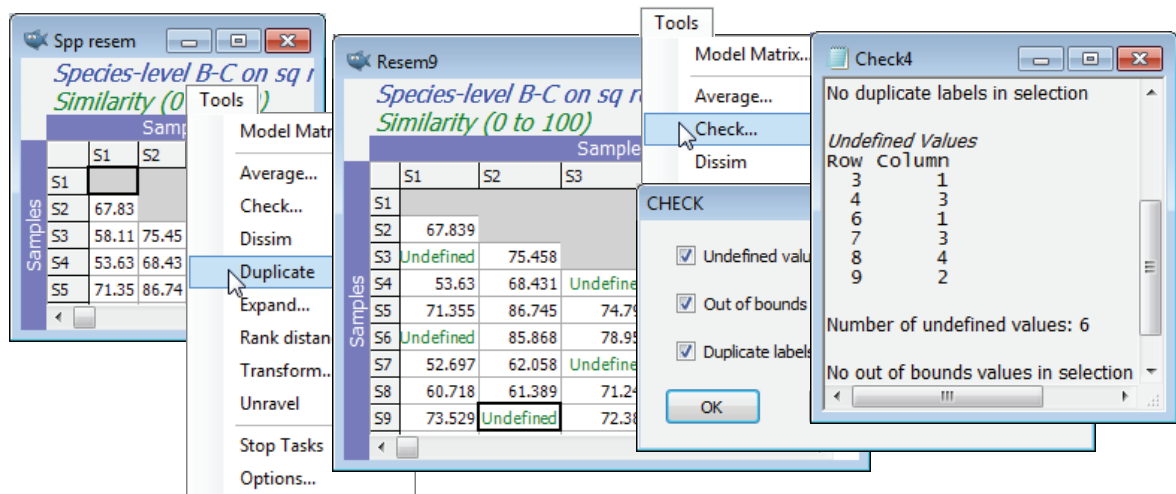 Spp resem
Species-level B-C on sq r
Similarity (0
Samp
S1 S2
S1
S2 67.83
S3 58.11 75.45
S4 53.63 68.43
S5 71.35 86.74
Samples
Tools
Model Matr
Average...
Check...
Dissim
Duplicate
Expand...
Rank distan
Transform..
Unravel
Stop Tasks
Options...
Resem9
Species-level B-C on sq r
Similarity (0 to 100)
Sample
S1 S2 S3
S1
S2 67.839
S3 Undefined 75.458
S4 53.63 68.431 Undefine
S5 71.355 86.745 74.79
S6 Undefined 85.868 78.95
S7 52.697 62.058 Undefine
S8 60.718 61.389 71.24
S9 73.529 Undefined 72.38
Samples
Tools
Model Matrix...
Average...
Check...
Dissim
CHECK
Undefined valu
Out of bounds
Duplicate labels
OK
Check4
No duplicate labels in selection
Undefined Values
Row Column
3 1
4 3
6 1
7 3
8 4
9 2
Number of undefined values: 6
No out of bounds values in selection